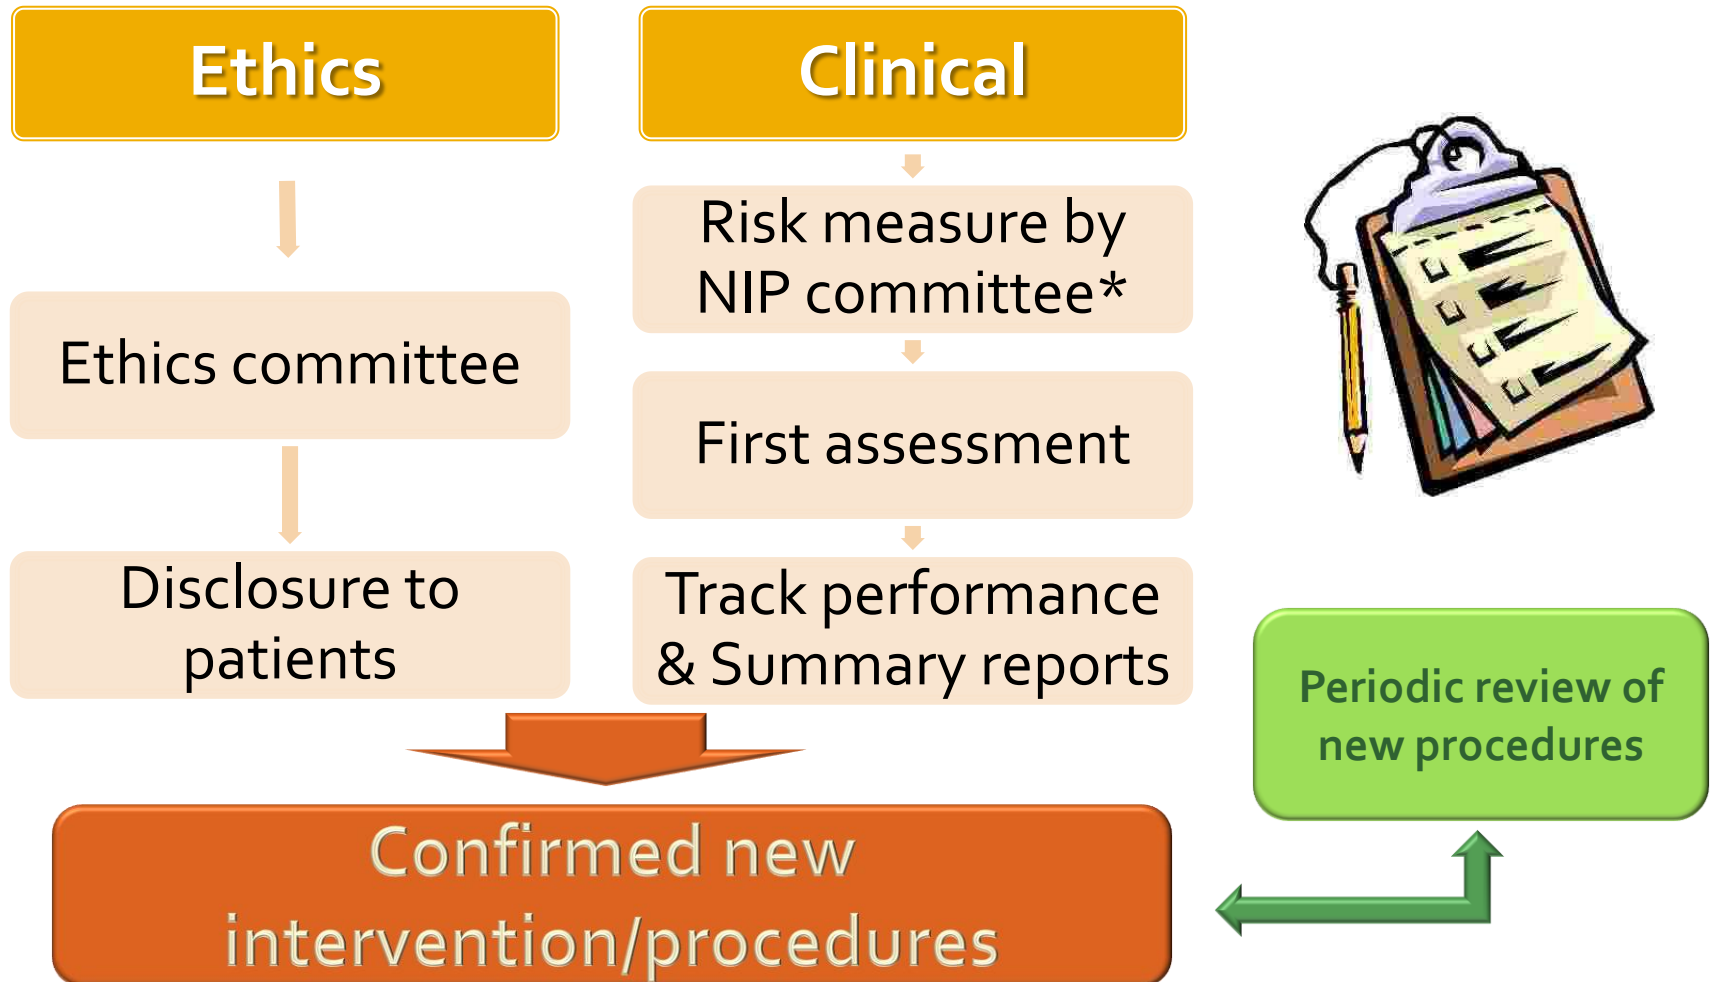 Ethics
Ethics committee
Disclosure to
patients
Clinical
Risk measure by
NIP committee*
First assessment
Track performance
& Summary reports
Periodic review of
new procedures
Confirmed new
intervention/procedures